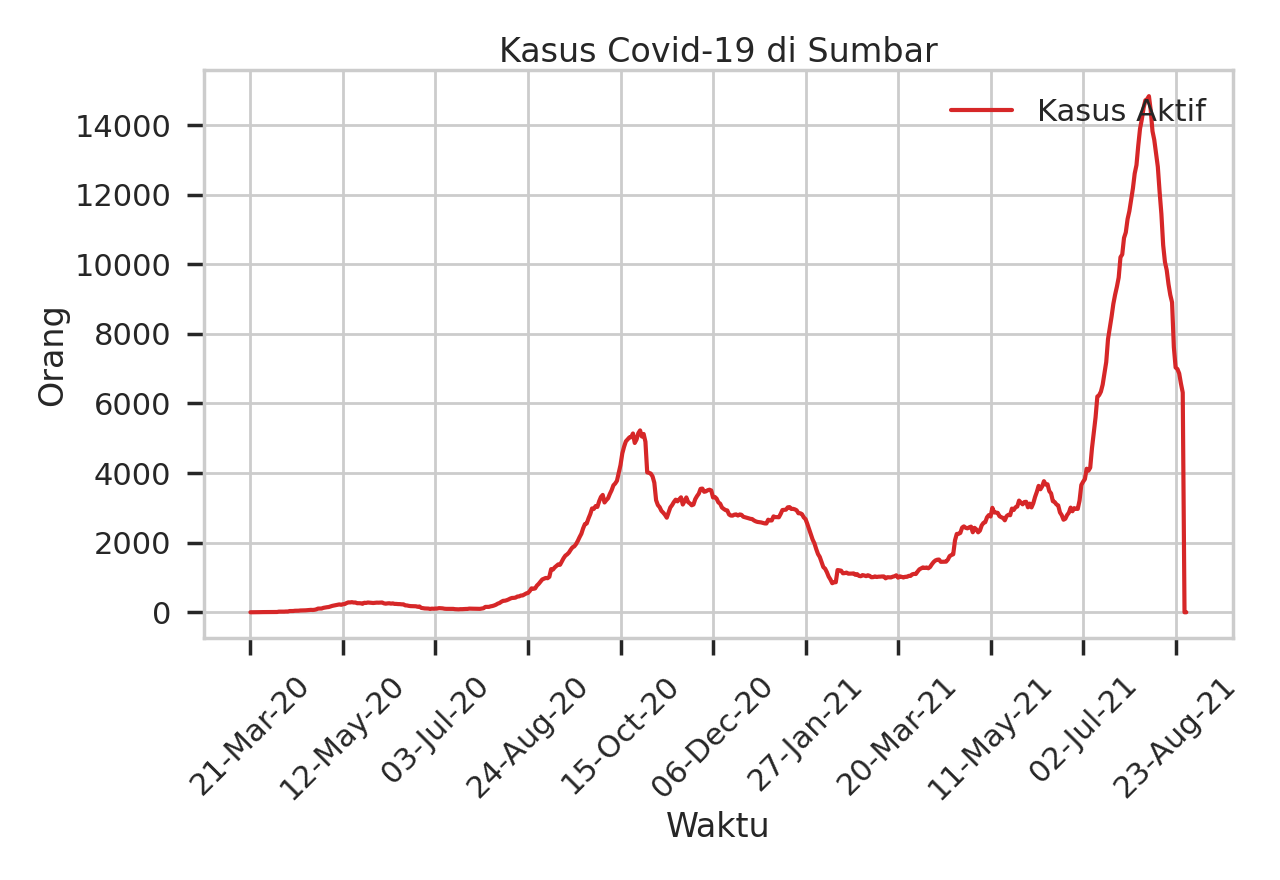 Kasus Covid-19 di Sumbar
Kasus Aktif
14000
12000
10000
8000
6000
4000
2000
0
Orang
21-Mar-20
12-May-20
03-Jul-20
24-Aug-20
15-Oct-20
06-Dec-20
27-Jan-21
20-Mar-21
11-May-21
02-Jul-21
23-Aug-21
Waktu